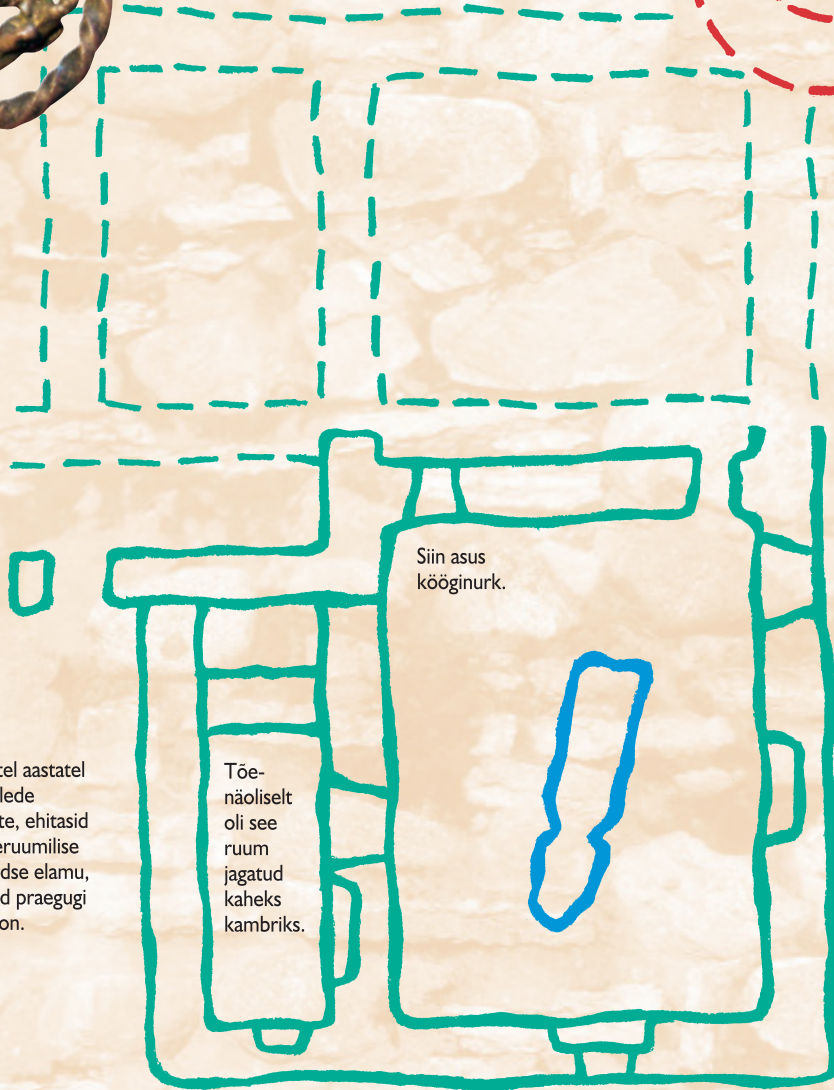 Siin asus
kööginurk.
Tõe-
näoliselt
oli see
ruum
jagatud
kaheks
kambriks.
tel aastatel
lede
te, ehitasid
eruumilise
dse elamu,
d praegugi
on.